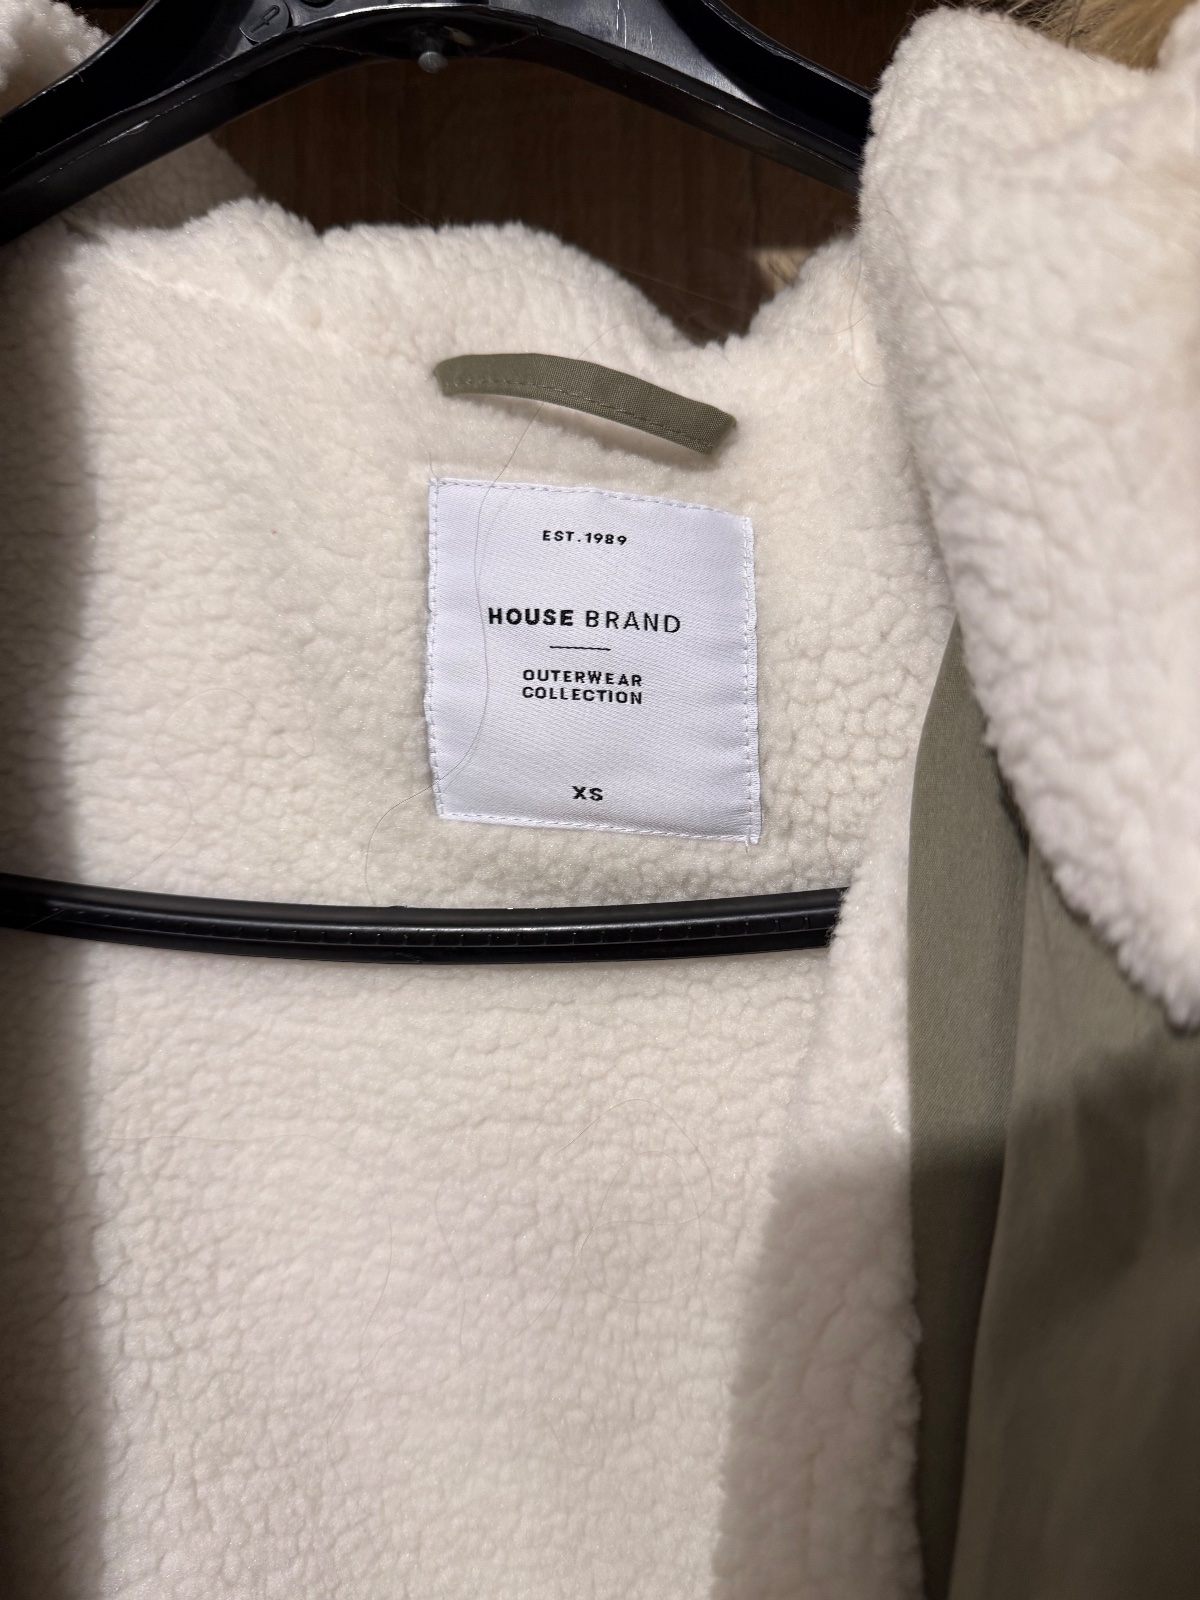 EST.1989
HOUSE BRAND
OUTERWEAR
COLLECTION
XS